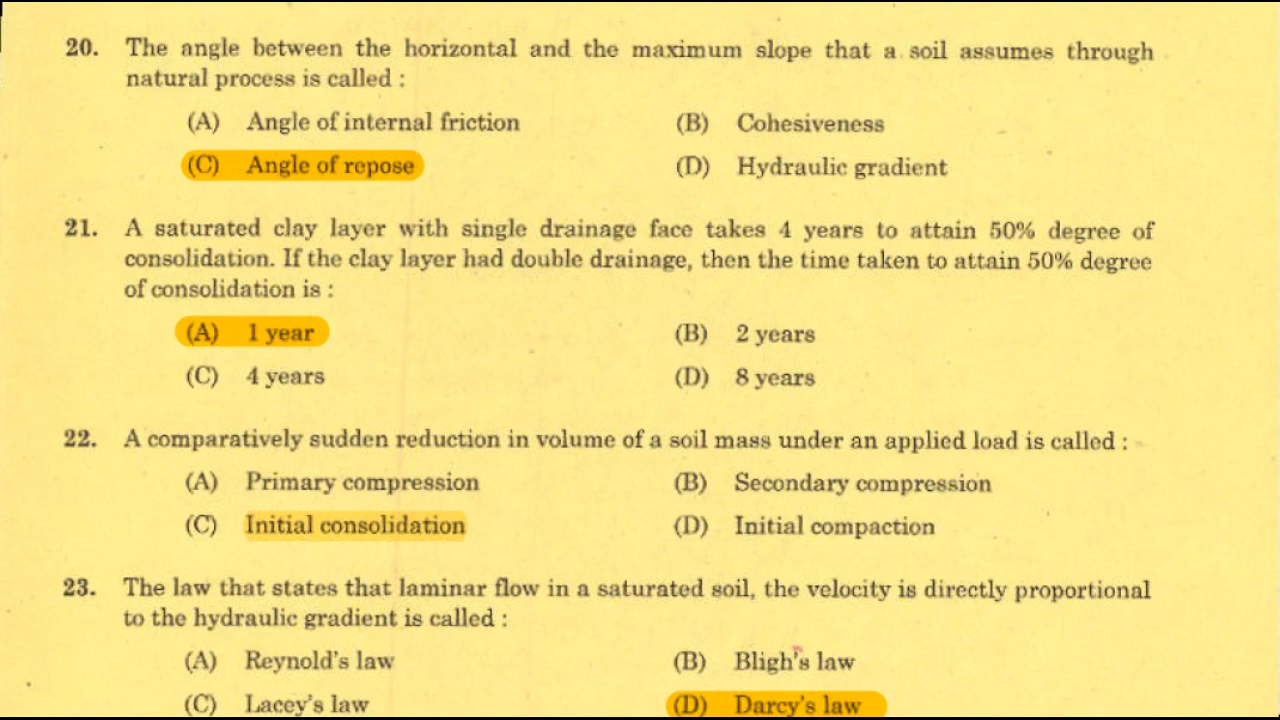 20. The angle between the horizontal and the maximum slope that a soil assumes through
natural process is called :
(A) Angle of internal friction (B) Cohesiveness
(C) Angle of repose (D) Hydraulic gradient
21. A saturated clay layer with single drainage face takes 4 years to attain 50% degree of
consolidation. If the clay layer had double drainage, then the time taken to attain 50% degree
of consolidation is :
(A) 1 year (B) 2 years
(C) 4 years (D) 8 years
22. A comparatively sudden reduction in volume of a soil mass under an applied load is called :
(A) Primary compression (B) Secondary compression
(C) Initial consolidation (D) Initial compaction
23. The law that states that laminar flow in a saturated soil, the velocity is directly proportional
to the hydraulic gradient is called :
(A) Reynold's law (B) Bligh's law
(C) Lacey's law (D) Darcy's law